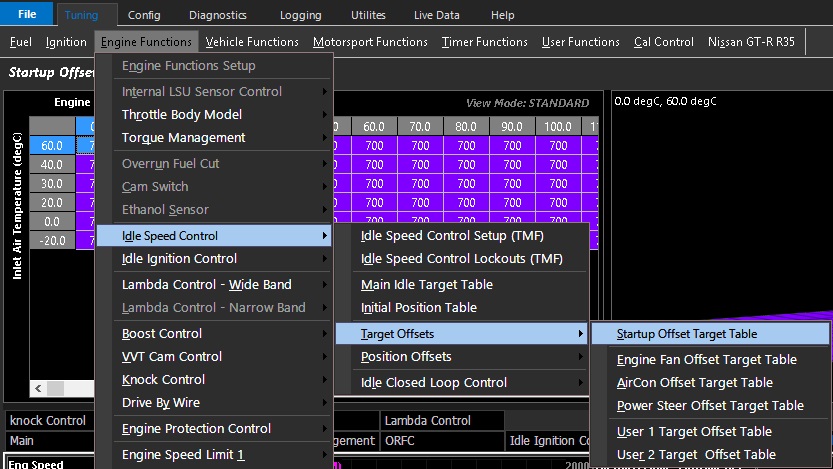 File Tuning Config Diagnostics Logging Utilites Live Data Help
Fuel Ignition Engine Functions Vehicle Functions Motorsport Functions Timer Functions User Functions Cal Control Nissan GT-R R35
Startup Offset
Engine
View Mode: STANDARD
0.0 degC, 60.0 degC
Inlet Air Temperature (degC)
60.0 70.0 80.0 90.0 100.0
60.0 700 700 700 700 700
40.0 700 700 700 700 700
30.0 700 700 700 700 700
20.0 700 700 700 700 700
0.0 700 700 700 700 700
-20.0 700 700 700 700 700
Engine Functions Setup
Internal LSU Sensor Control
Throttle Body Model
Torque Management
Overrun Fuel Cut
Cam Switch
Ethanol Sensor
Idle Speed Control
Idle Ignition Control
Lambda Control - Wide Band
Lambda Control - Narrow Band
Boost Control
VVT Cam Control
Knock Control
Drive By Wire
Engine Protection Control
Engine Speed Limit 1
Idle Speed Control Setup (TMF)
Idle Speed Control Lockouts (TMF)
Main Idle Target Table
Initial Position Table
Target Offsets
Position Offsets
Idle Closed Loop Control
Startup Offset Target Table
Engine Fan Offset Target Table
AirCon Offset Target Table
Power Steer Offset Target Table
User 1 Target Offset Table
User 2 Target Offset Table
knock Control Lambda Control
Main ORFC Idle Ignition Co
Eng Speed 2000